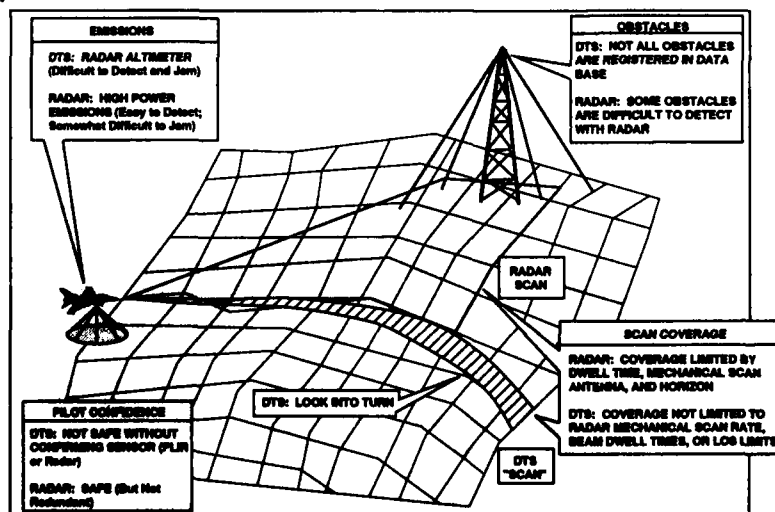 EMISSIONS
DTS: RADAR ALTIMETER
(Difficult to Detect and Jam)
RADAR: HIGH POWER
EMISSIONS (Easy to Detect;
Somewhat Difficult to Jam)
OBSTACLES
DTS: NOT ALL OBSTACLES
ARE REGISTERED IN DATA
BASE
RADAR: SOME OBSTACLES
ARE DIFFICULT TO DETECT
WITH RADAR
RADAR
SCAN
SCAN COVERAGE
RADAR: COVERAGE LIMITED BY
DWELL TIME, MECHANICAL SCAN
ANTENNA, AND HORIZON
DTS: COVERAGE NOT LIMITED TO
RADAR MECHANICAL SCAN RATE,
BEAM DWELL TIMES, OR LOS LIMITS
DTS: LOOK INTO TURN
DTS
"SCAN"
PILOT CONFIDENCE
DTS: NOT SAFE WITHOUT
CONFIRMING SENSOR (FLIR
or Radar)
RADAR: SAFE (But Not
Redundant)